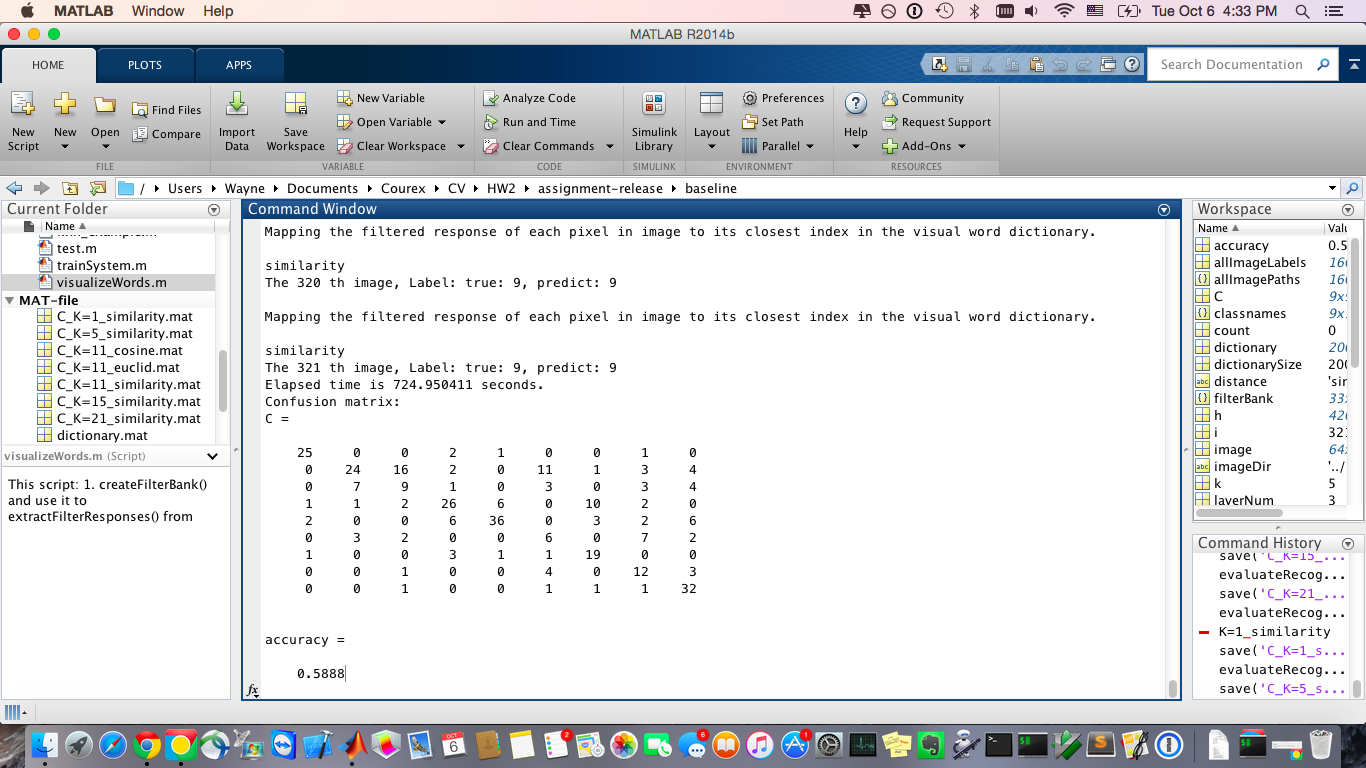 MATLAB Window Help Tue Oct 6 4:33 PM
MATLAB R2014b
HOME PLOTS APPS Search Documentation
New Script
New
Open
Find Files
Compare
FILE
Import Data
Save Workspace
New Variable
Open Variable
Clear Workspace
VARIABLE
Analyze Code
Run and Time
Clear Commands
CODE
Simulink Library
SIMULINK
Layout
Preferences
Set Path
Parallel
ENVIRONMENT
Help
Community
Request Support
Add-Ons
RESOURCES
/ Users Wayne Documents Courex CV HW2 assignment-release baseline
Current Folder
Name
test.m
trainSystem.m
visualizeWords.m
MAT-file
C_K=1_similarity.mat
C_K=5_similarity.mat
C_K=11_cosine.mat
C_K=11_euclid.mat
C_K=11_similarity.mat
C_K=15_similarity.mat
C_K=21_similarity.mat
dictionary.mat
visualizeWords.m (Script)
This script: 1. createFilterBank()
and use it to
extractFilterResponses() from
Command Window
Mapping the filtered response of each pixel in image to its closest index in the visual word dictionary.
similarity
The 320 th image, Label: true: 9, predict: 9
Mapping the filtered response of each pixel in image to its closest index in the visual word dictionary.
similarity
The 321 th image, Label: true: 9, predict: 9
Elapsed time is 724.950411 seconds.
Confusion matrix:
C =
25 0 0 2 1 0 0 1 0
0 24 16 2 0 11 1 3 4
0 7 9 1 0 3 0 3 4
1 1 2 26 6 0 10 2 0
2 0 0 6 36 0 3 2 6
0 3 2 0 0 6 0 7 2
1 0 0 3 1 1 19 0 0
0 0 1 0 0 4 0 12 3
0 0 1 0 0 1 1 1 32
accuracy =
0.5888
fx
Workspace
Name Valu
accuracy 0.5
allImageLabels 160
allImagePaths 160
C 9x
classnames 9x
count 0
dictionary 200
dictionarySize 200
distance 'sim
filterBank 33
h 420
i 321
image 64
imageDir '../
k 5
layerNum 3
Command History
save('C_K=15_...
evaluateRecog...
save('C_K=21_...
evaluateRecog...
K=1_similarity
save('C_K=1_s...
evaluateRecog...
save('C_K=5_s...
OCT
6
2
6
1